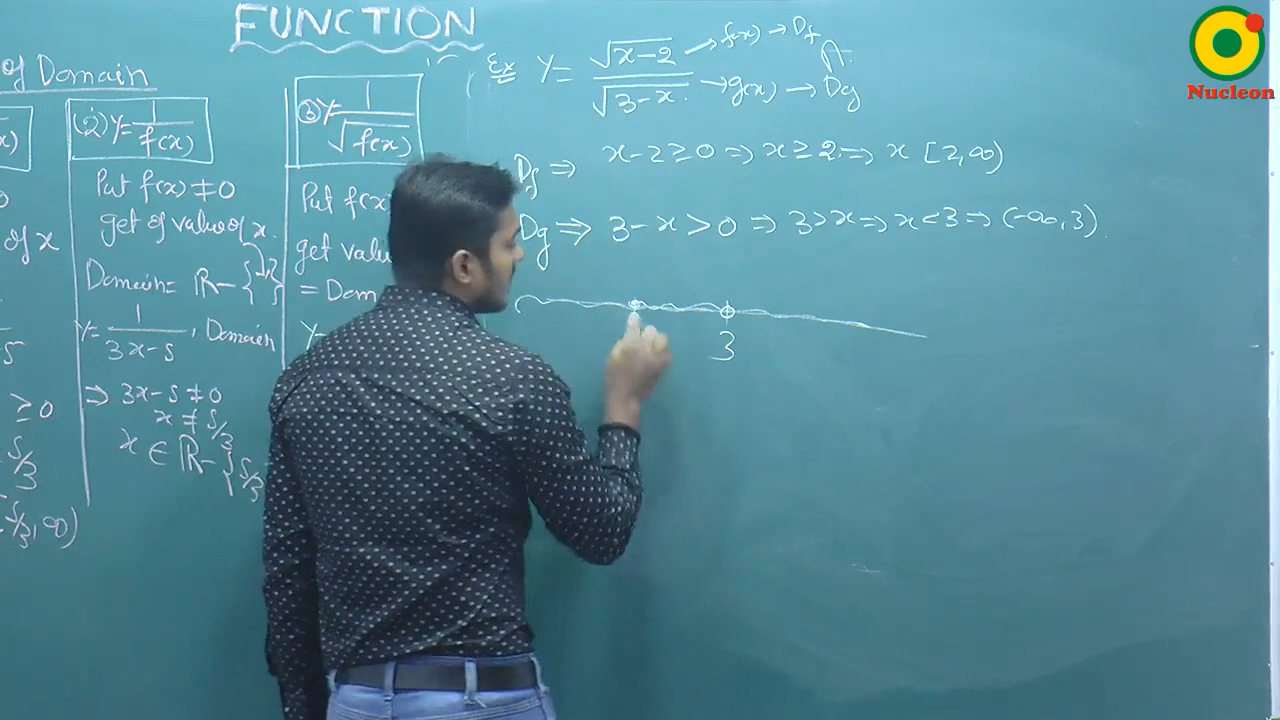 FUNCTION
of Domain
(2) Y = 1/f(x)
Put f(x) ≠ 0
get of value of x.
Domain = R - { }
Y = 1/3x-5, Domain
⇒ 3x-5 ≠ 0
x ≠ 5/3
x ∈ R - {5/3
of x
≥ 0
5/3
5/3, ∞)
(3) Y = 1/√f(x)
Put f(x)
get valu
= Dom
Y =
Ex Y = √x-2 / √3-x
→ f(x) → Df
∩
→ g(x) → Dg
Df ⇒ x-2 ≥ 0 ⇒ x ≥ 2 ⇒ x [2, ∞)
Dg ⇒ 3-x > 0 ⇒ 3 > x ⇒ x < 3 ⇒ (-∞, 3)
3
Nucleon